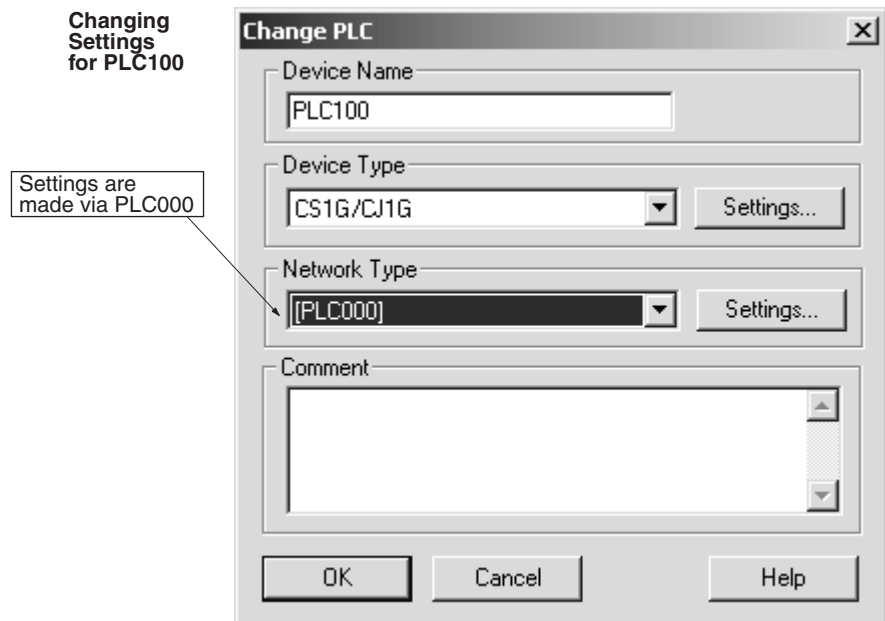 Changing
Settings
for PLC100
Change PLC
Device Name
PLC100
Device Type
CS1G/CJ1G
Settings...
Settings are
made via PLC000
Network Type
[PLC000]
Settings...
Comment
OK
Cancel
Help